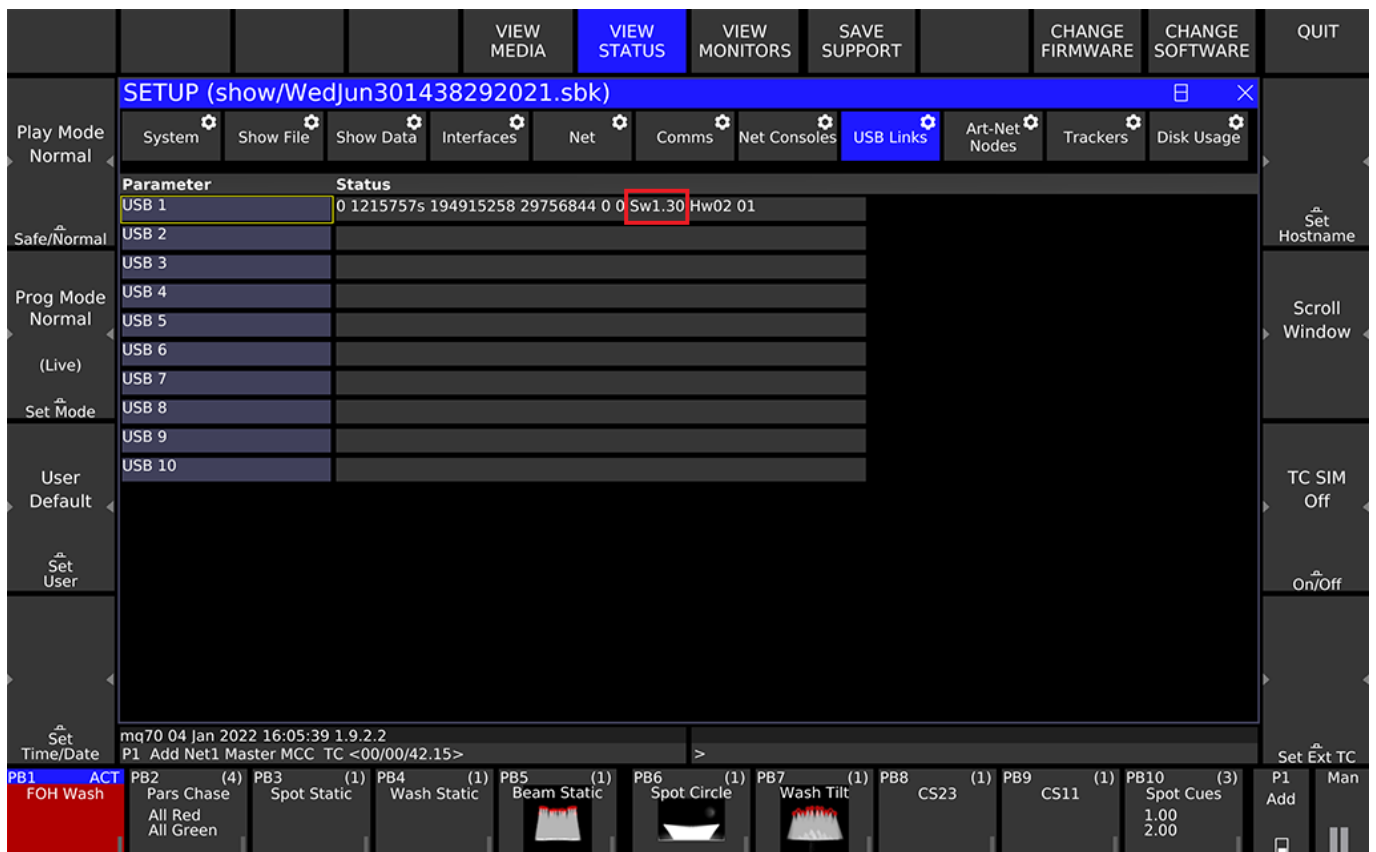 VIEW
MEDIA
VIEW
STATUS
VIEW
MONITORS
SAVE
SUPPORT
CHANGE
FIRMWARE
CHANGE
SOFTWARE
QUIT
SETUP (show/WedJun301438292021.sbk)
System
Show File
Show Data
Interfaces
Net
Comms
Net Consoles
USB Links
Art-Net
Nodes
Trackers
Disk Usage
Play Mode
Normal
Safe/Normal
Prog Mode
Normal
(Live)
Set Mode
User
Default
Set
User
Set
Time/Date
Parameter Status
USB 1 0 1215757s 194915258 29756844 0 0 Sw1.30 Hw02 01
USB 2
USB 3
USB 4
USB 5
USB 6
USB 7
USB 8
USB 9
USB 10
Set
Hostname
Scroll
Window
TC SIM
Off
On/Off
Set Ext TC
mq70 04 Jan 2022 16:05:39 1.9.2.2
P1 Add Net1 Master MCC TC <00/00/42.15>
>
PB1 ACT
FOH Wash
PB2 (4)
Pars Chase
All Red
All Green
PB3 (1)
Spot Static
PB4 (1)
Wash Static
PB5 (1)
Beam Static
PB6 (1)
Spot Circle
PB7 (1)
Wash Tilt
PB8 (1)
CS23
PB9 (1)
CS11
PB10 (3)
Spot Cues
1.00
2.00
P1 Man
Add